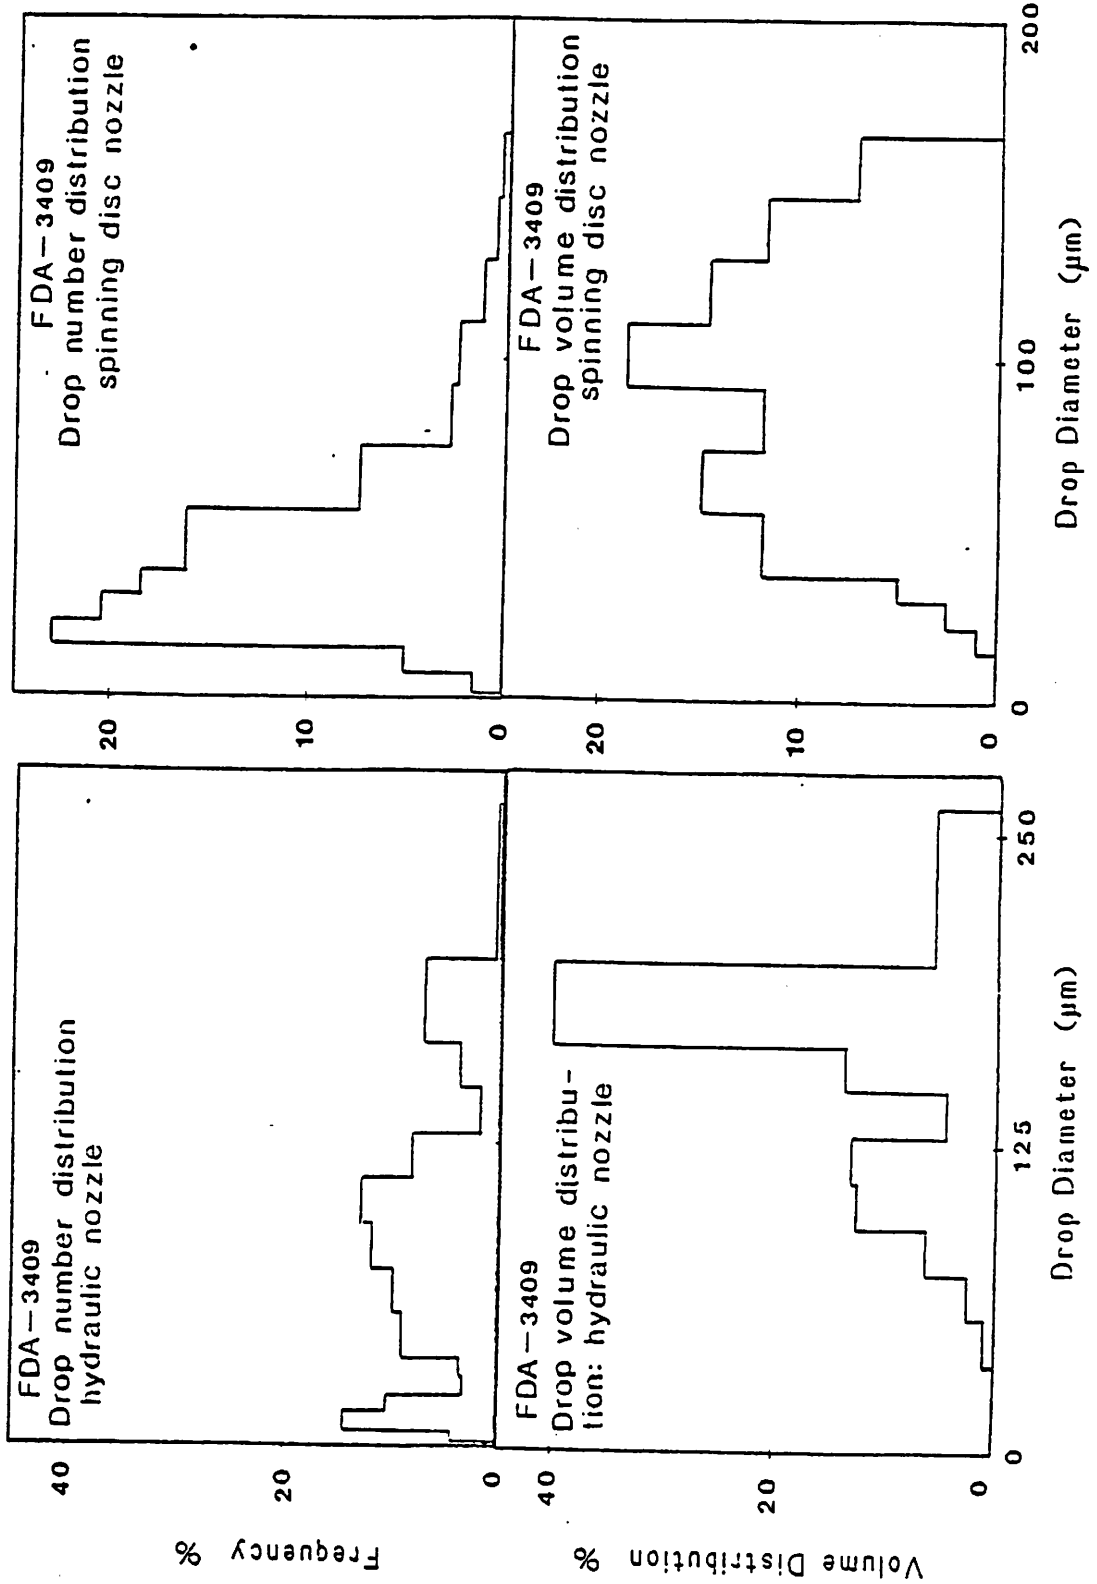 FDA-3409
Drop number distribution
hydraulic nozzle
40
20
0
Frequency %
FDA-3409
Drop number distribution
spinning disc nozzle
20
10
0
FDA-3409
Drop volume distribu-
tion: hydraulic nozzle
40
20
0
Volume Distribution %
0
125
250
Drop Diameter (µm)
FDA-3409
Drop volume distribution
spinning disc nozzle
20
10
0
0
100
200
Drop Diameter (µm)